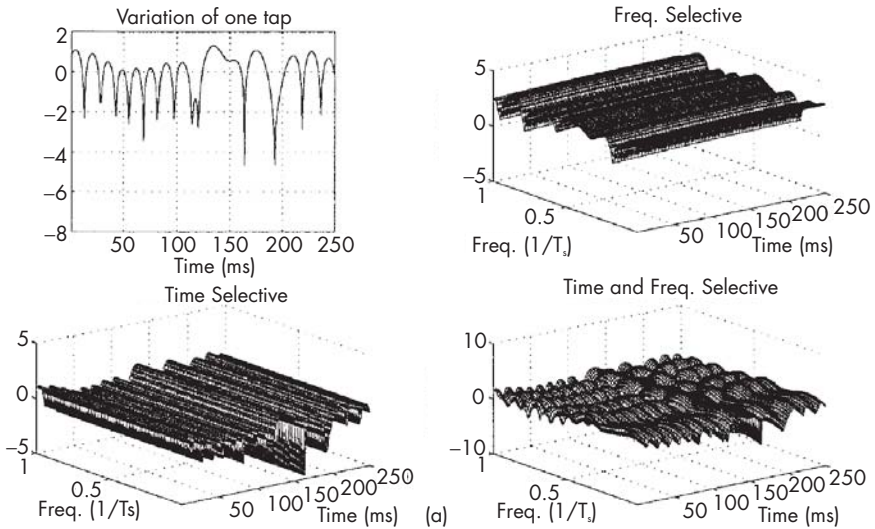 Variation of one tap
2
0
−2
−4
−6
−8
50 100 150 200 250
Time (ms)
Freq. Selective
5
0
−5
1
0.5
Freq. (1/Ts)
50 100 150 200 250
Time (ms)
Time Selective
5
0
−5
1
0.5
Freq. (1/Ts)
50 100 150 200 250
Time (ms)
(a)
Time and Freq. Selective
10
0
−10
1
0.5
Freq. (1/Ts)
50 100 150 200 250
Time (ms)